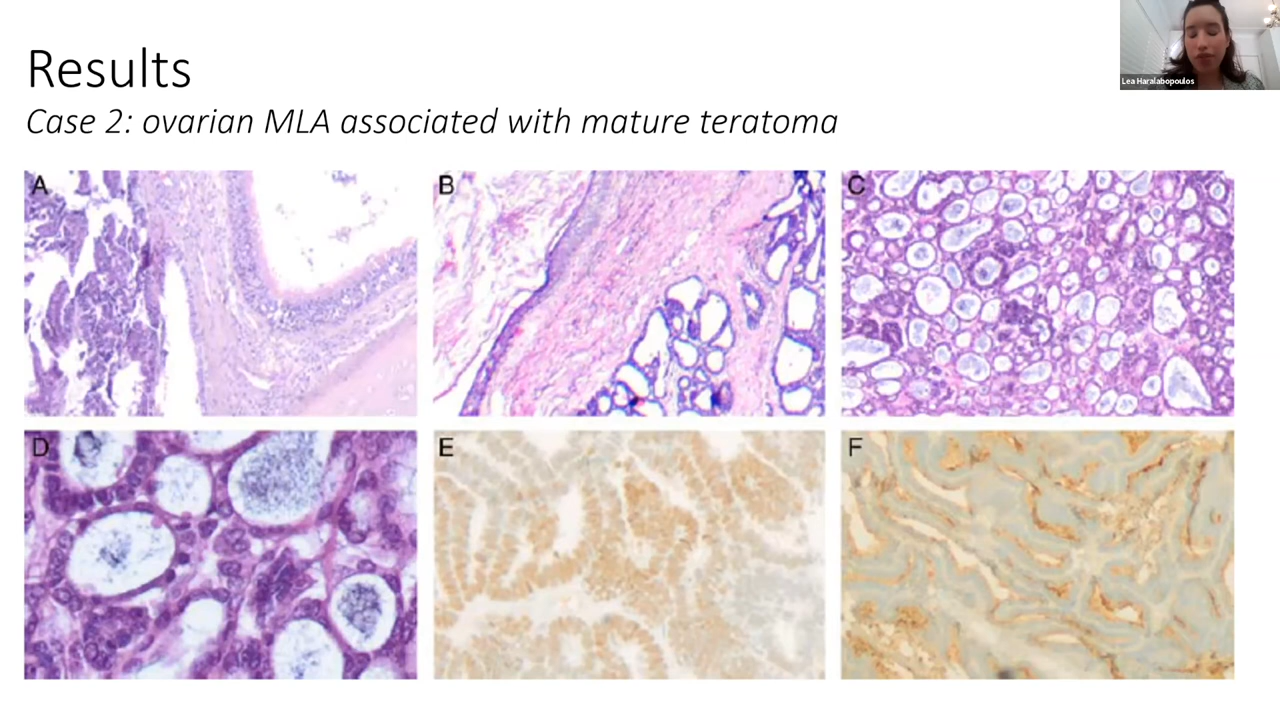 Results
Case 2: ovarian MLA associated with mature teratoma
Lea Haralabopoulos
A
B
C
D
E
F